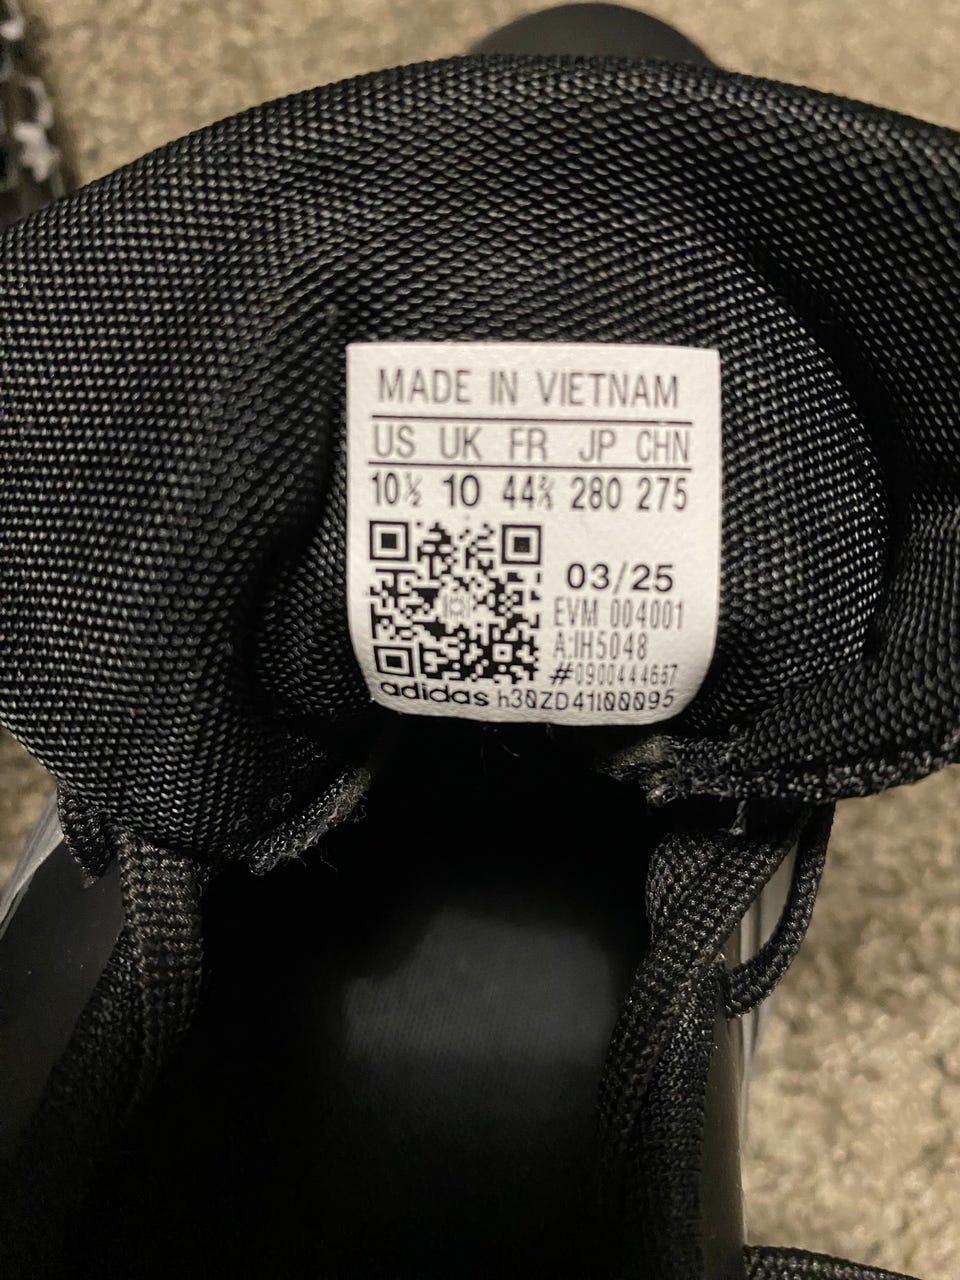 MADE IN VIETNAM
US UK FR JP CHN
10½ 10 44⅔ 280 275
03/25
EVM 004001
A:IH5048
#0900444667
adidas h30ZD41I00095